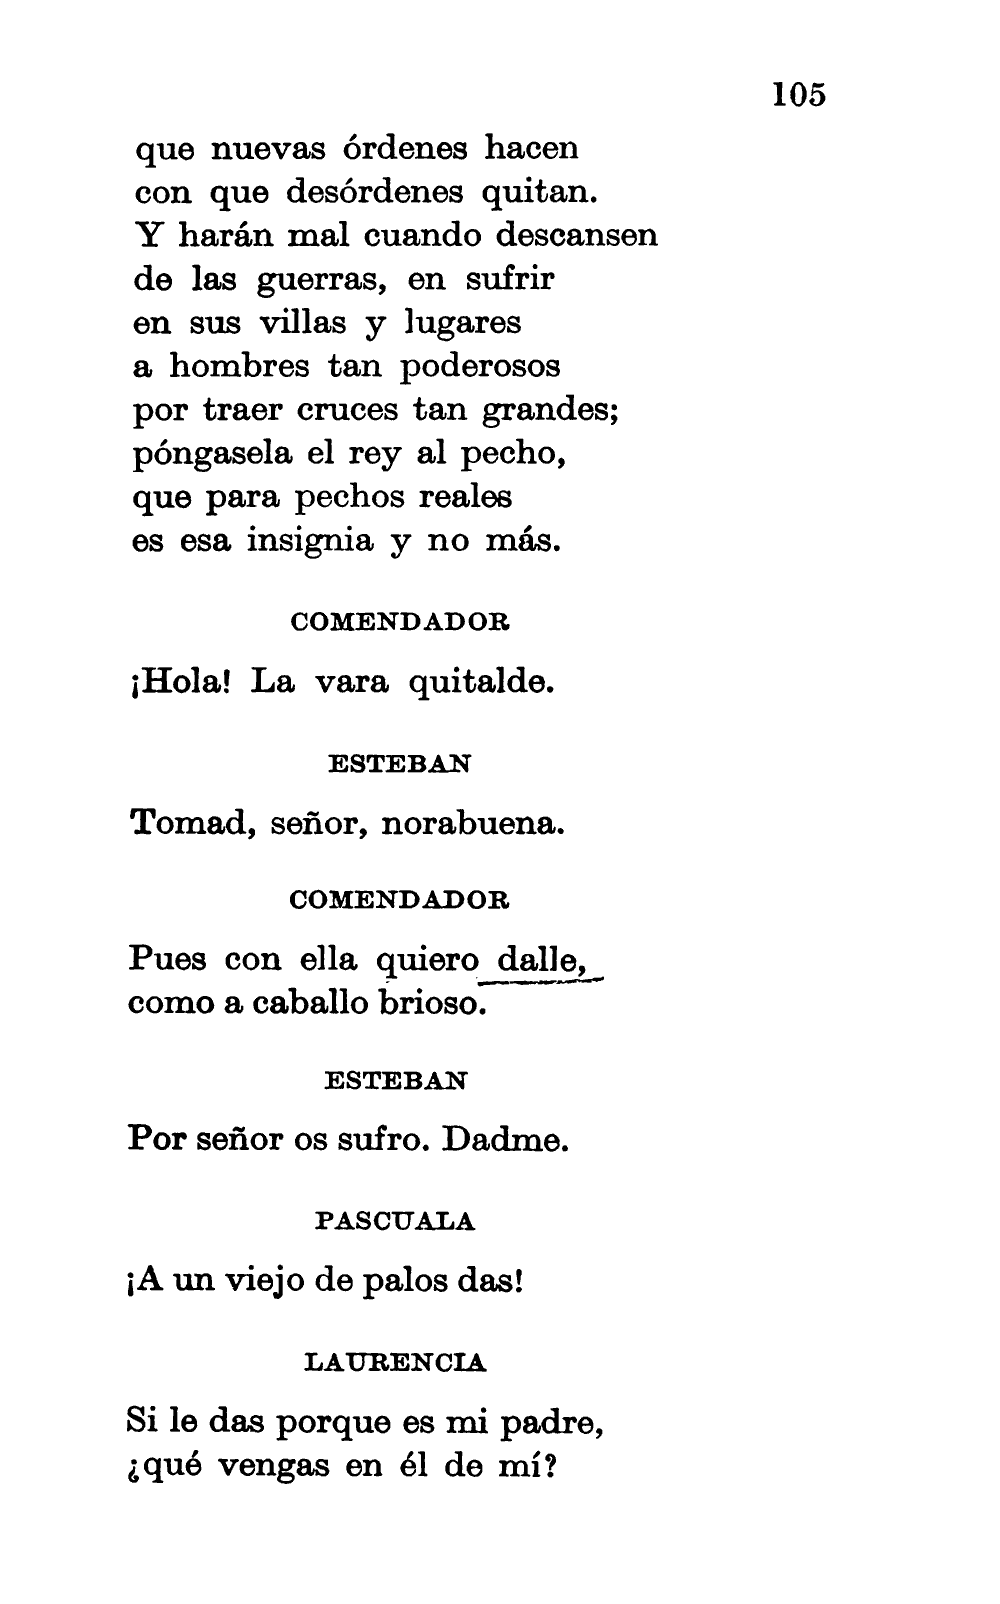 105
que nuevas órdenes hacen
con que desórdenes quitan.
Y harán mal cuando descansen
de las guerras, en sufrir
en sus villas y lugares
a hombres tan poderosos
por traer cruces tan grandes;
póngasela el rey al pecho,
que para pechos reales
es esa insignia y no más.
COMENDADOR
¡Hola! La vara quitalde.
ESTEBAN
Tomad, señor, norabuena.
COMENDADOR
Pues con ella quiero dalle,
como a caballo brioso.
ESTEBAN
Por señor os sufro. Dadme.
PASCUALA
¡A un viejo de palos das!
LAURENCIA
Si le das porque es mi padre,
¿qué vengas en él de mí?